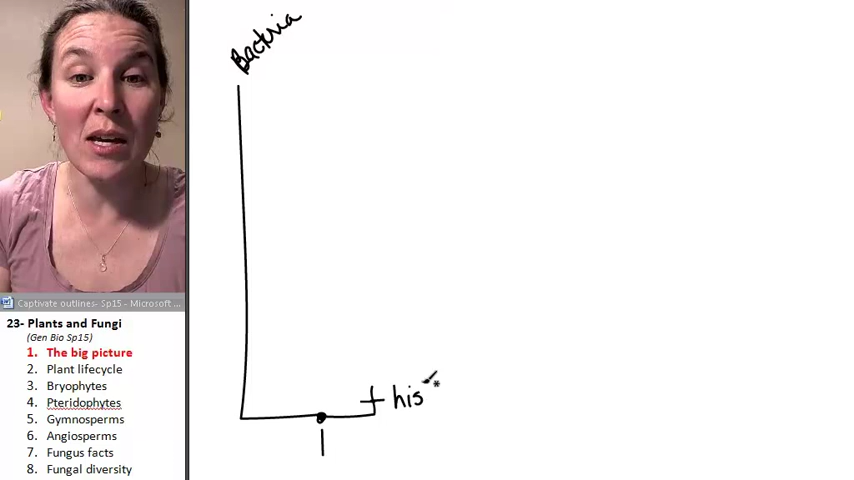 Bactria
+ his
Captivate outlines- Sp15 - Microsoft ...
23- Plants and Fungi
(Gen Bio Sp15)
1. The big picture
2. Plant lifecycle
3. Bryophytes
4. Pteridophytes
5. Gymnosperms
6. Angiosperms
7. Fungus facts
8. Fungal diversity